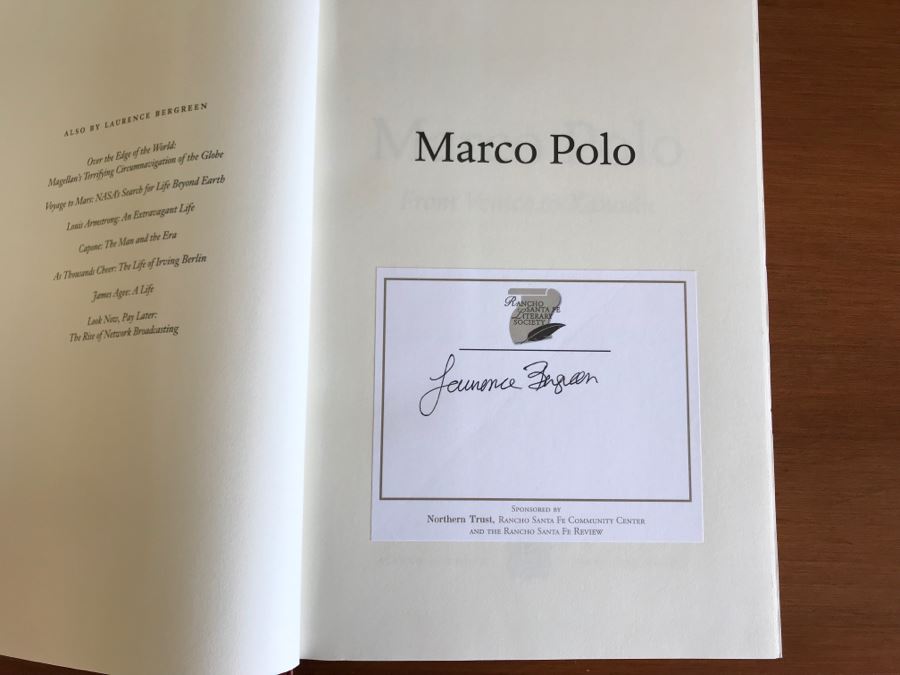 ALSO BY LAURENCE BERGREEN
Over the Edge of the World:
Magellan's Terrifying Circumnavigation of the Globe
Voyage to Mars: NASA's Search for Life Beyond Earth
Louis Armstrong: An Extravagant Life
Capone: The Man and the Era
As Thousands Cheer: The Life of Irving Berlin
James Agee: A Life
Look Now, Pay Later:
The Rise of Network Broadcasting
Marco Polo
RANCHO
SANTA FE
LITERARY
SOCIETY
Laurence Bergreen
SPONSORED BY
Northern Trust, RANCHO SANTA FE COMMUNITY CENTER
AND THE RANCHO SANTA FE REVIEW